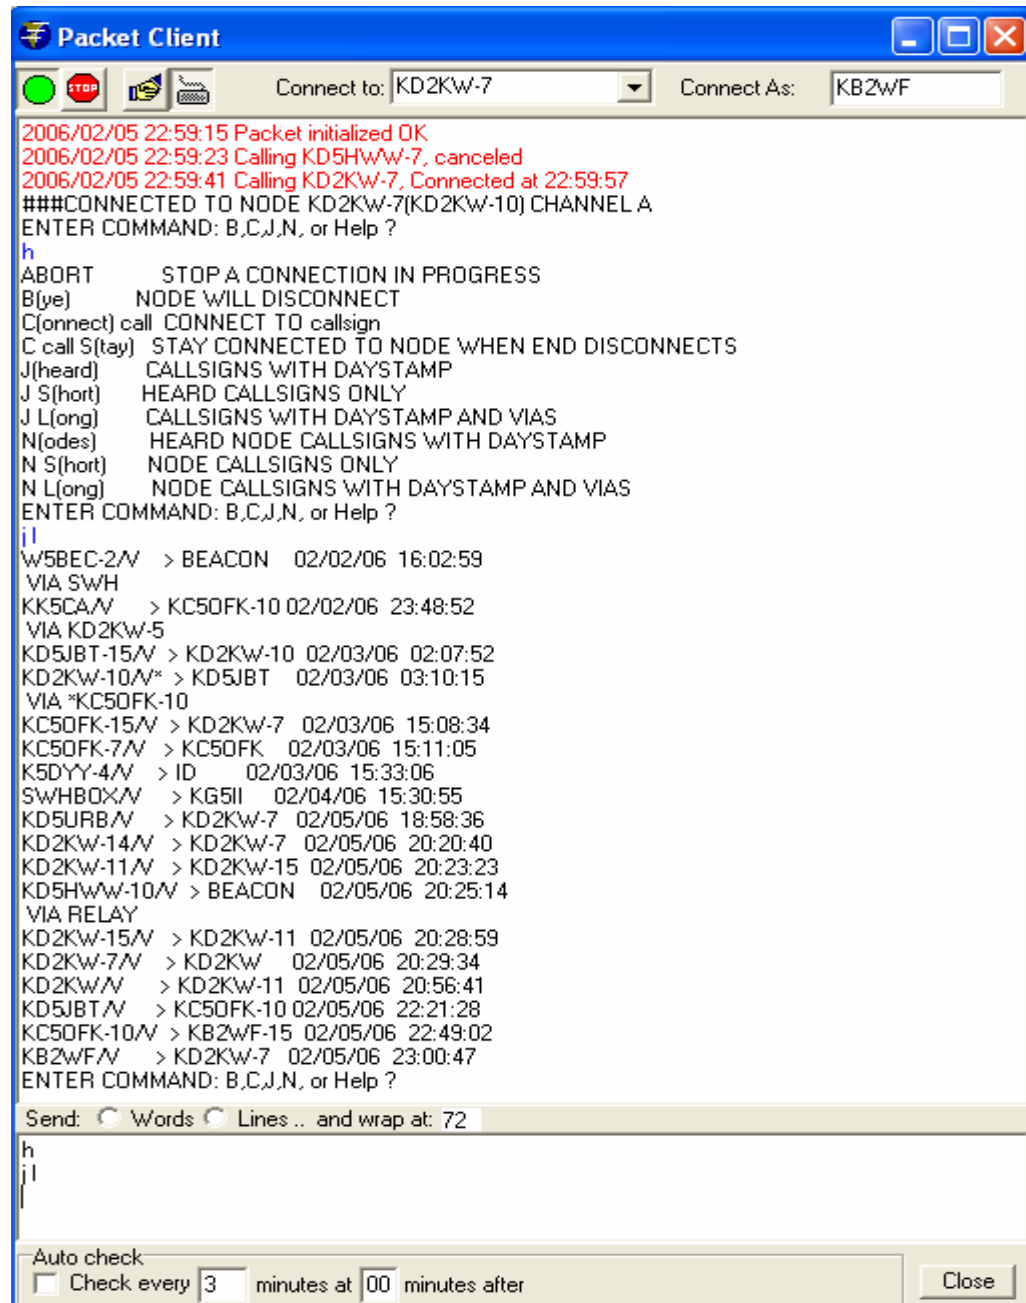 Packet Client
STOP Connect to: KD2KW-7 Connect As: KB2WF
2006/02/05 22:59:15 Packet initialized OK
2006/02/05 22:59:23 Calling KD5HWW-7, canceled
2006/02/05 22:59:41 Calling KD2KW-7, Connected at 22:59:57
###CONNECTED TO NODE KD2KW-7(KD2KW-10) CHANNEL A
ENTER COMMAND: B,C,J,N, or Help ?
h
ABORT STOP A CONNECTION IN PROGRESS
B(ye) NODE WILL DISCONNECT
C(onnect) call CONNECT TO callsign
C call S(tay) STAY CONNECTED TO NODE WHEN END DISCONNECTS
J(heard) CALLSIGNS WITH DAYSTAMP
J S(hort) HEARD CALLSIGNS ONLY
J L(ong) CALLSIGNS WITH DAYSTAMP AND VIAS
N(odes) HEARD NODE CALLSIGNS WITH DAYSTAMP
N S(hort) NODE CALLSIGNS ONLY
N L(ong) NODE CALLSIGNS WITH DAYSTAMP AND VIAS
ENTER COMMAND: B,C,J,N, or Help ?
j l
W5BEC-2/V > BEACON 02/02/06 16:02:59
VIA SWH
KK5CA/V > KC5OFK-10 02/02/06 23:48:52
VIA KD2KW-5
KD5JBT-15/V > KD2KW-10 02/03/06 02:07:52
KD2KW-10/V* > KD5JBT 02/03/06 03:10:15
VIA *KC5OFK-10
KC5OFK-15/V > KD2KW-7 02/03/06 15:08:34
KC5OFK-7/V > KC5OFK 02/03/06 15:11:05
K5DYY-4/V > ID 02/03/06 15:33:06
SWHBOX/V > KG5II 02/04/06 15:30:55
KD5URB/V > KD2KW-7 02/05/06 18:58:36
KD2KW-14/V > KD2KW-7 02/05/06 20:20:40
KD2KW-11/V > KD2KW-15 02/05/06 20:23:23
KD5HWW-10/V > BEACON 02/05/06 20:25:14
VIA RELAY
KD2KW-15/V > KD2KW-11 02/05/06 20:28:59
KD2KW-7/V > KD2KW 02/05/06 20:29:34
KD2KW/V > KD2KW-11 02/05/06 20:56:41
KD5JBT/V > KC5OFK-10 02/05/06 22:21:28
KC5OFK-10/V > KB2WF-15 02/05/06 22:49:02
KB2WF/V > KD2KW-7 02/05/06 23:00:47
ENTER COMMAND: B,C,J,N, or Help ?
Send: Words Lines .. and wrap at: 72
h
j l
Auto check
Check every 3 minutes at 00 minutes after Close